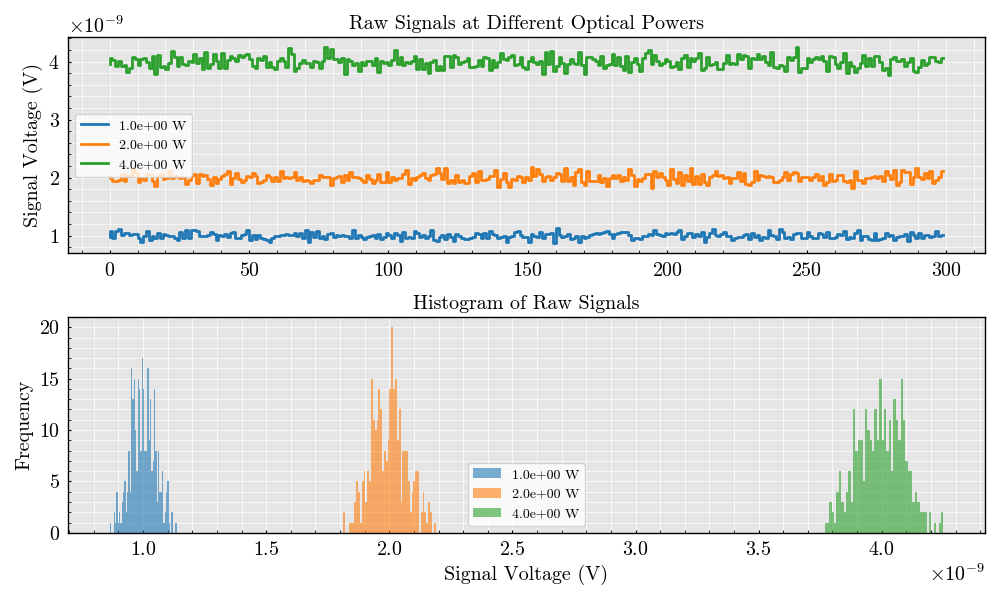 Raw Signals at Different Optical Powers
×10⁻⁹
Signal Voltage (V)
4
3
2
1
1.0e+00 W
2.0e+00 W
4.0e+00 W
0 50 100 150 200 250 300
Histogram of Raw Signals
Frequency
20
15
10
5
0
1.0e+00 W
2.0e+00 W
4.0e+00 W
1.0 1.5 2.0 2.5 3.0 3.5 4.0
Signal Voltage (V)
×10⁻⁹